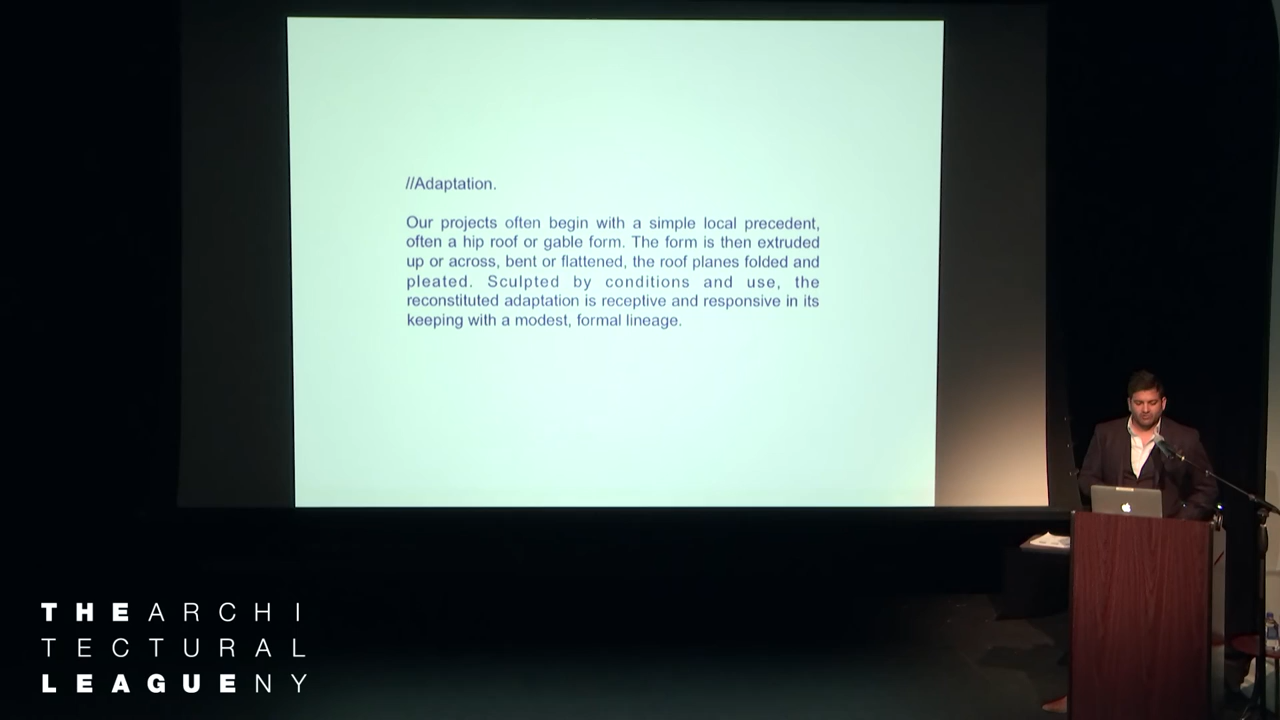 //Adaptation.
Our projects often begin with a simple local precedent,
often a hip roof or gable form. The form is then extruded
up or across, bent or flattened, the roof planes folded and
pleated. Sculpted by conditions and use, the
reconstituted adaptation is receptive and responsive in its
keeping with a modest, formal lineage.
THE ARCHI
TECTURAL
LEAGUE NY